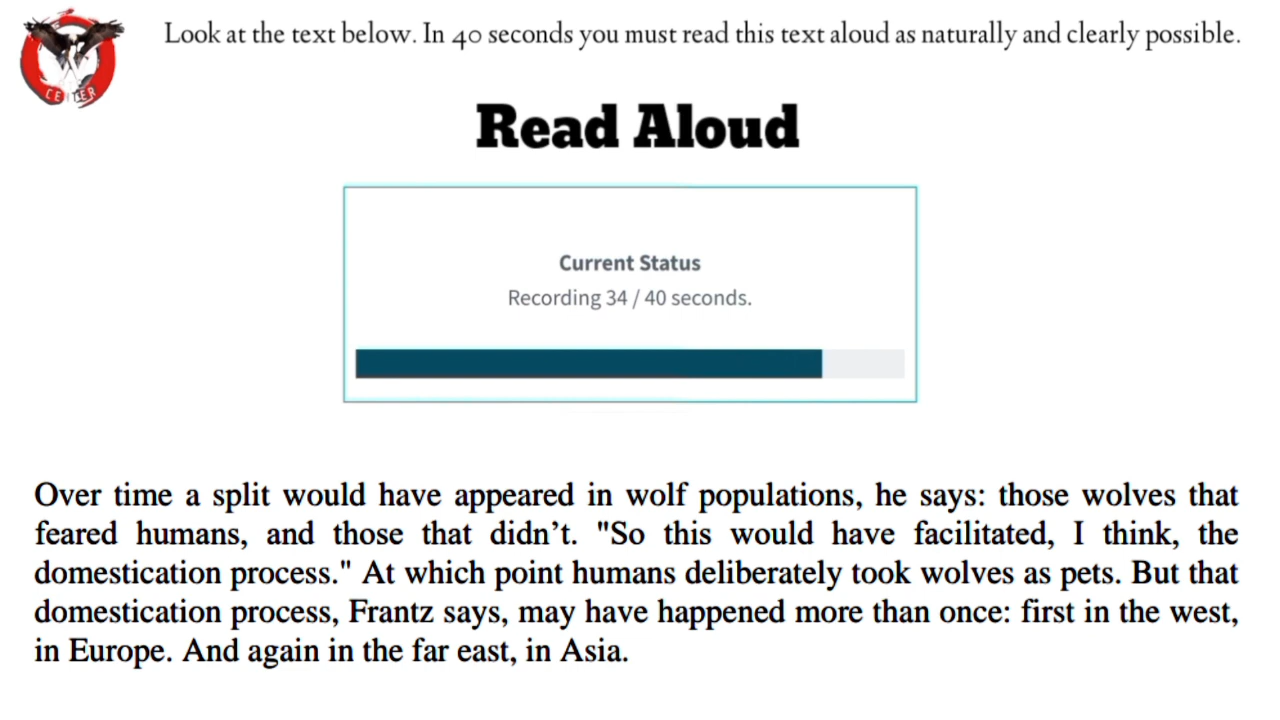 CENTER
Look at the text below. In 40 seconds you must read this text aloud as naturally and clearly possible.
Read Aloud
Current Status
Recording 34 / 40 seconds.
Over time a split would have appeared in wolf populations, he says: those wolves that
feared humans, and those that didn’t. "So this would have facilitated, I think, the
domestication process." At which point humans deliberately took wolves as pets. But that
domestication process, Frantz says, may have happened more than once: first in the west,
in Europe. And again in the far east, in Asia.